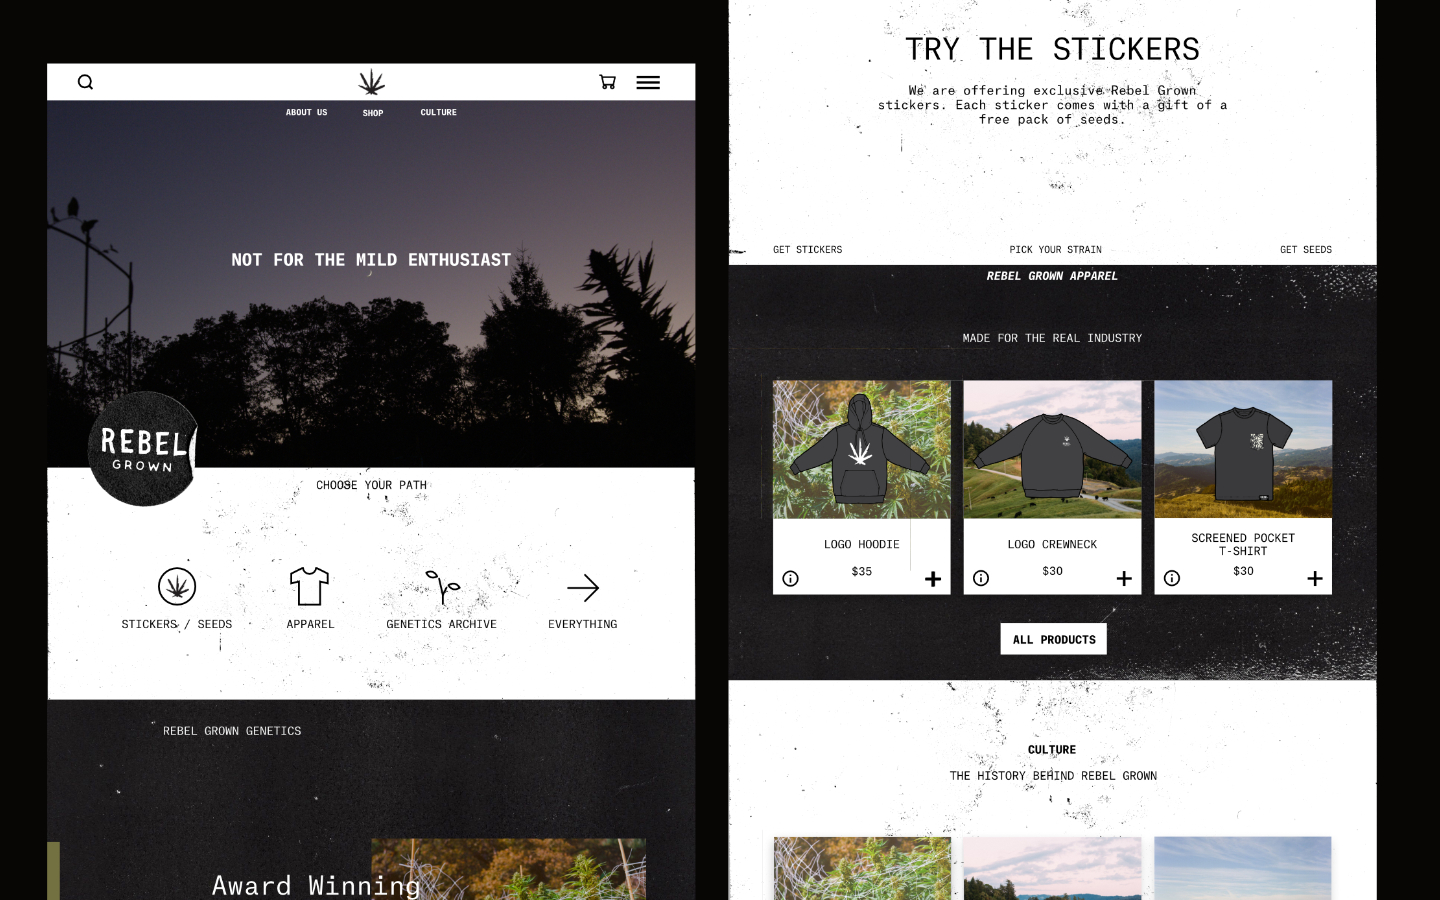 ABOUT US
SHOP
CULTURE
NOT FOR THE MILD ENTHUSIAST
REBEL
GROWN
CHOOSE YOUR PATH
STICKERS / SEEDS
APPAREL
GENETICS ARCHIVE
EVERYTHING
REBEL GROWN GENETICS
Award Winning
TRY THE STICKERS
We are offering exclusive Rebel Grown
stickers. Each sticker comes with a gift of a
free pack of seeds.
GET STICKERS
PICK YOUR STRAIN
GET SEEDS
REBEL GROWN APPAREL
MADE FOR THE REAL INDUSTRY
LOGO HOODIE
$35
LOGO CREWNECK
$30
SCREENED POCKET
T-SHIRT
$30
ALL PRODUCTS
CULTURE
THE HISTORY BEHIND REBEL GROWN